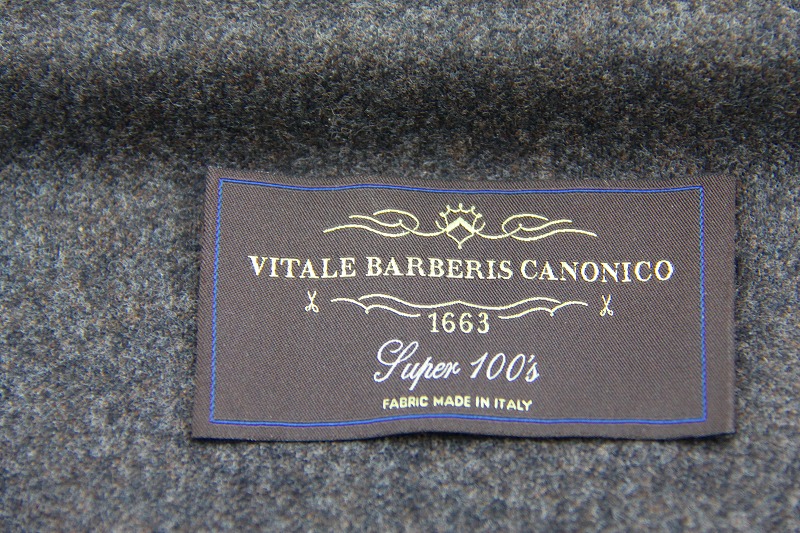 VITALE BARBERIS CANONICO
1663
Super 100's
FABRIC MADE IN ITALY